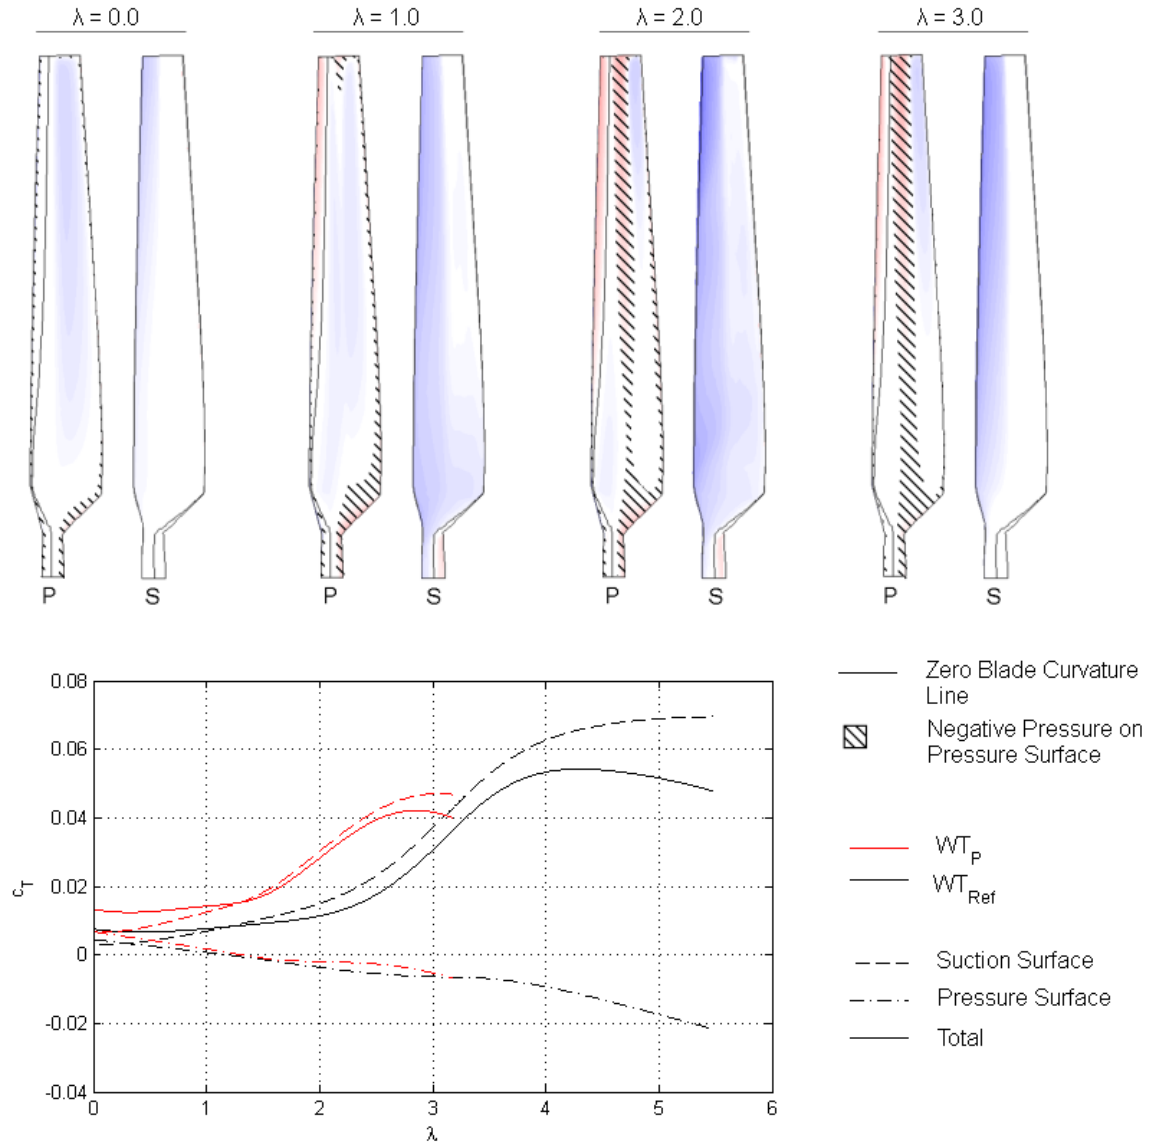 λ = 0.0
λ = 1.0
λ = 2.0
λ = 3.0
P
S
P
S
P
S
P
S
Zero Blade Curvature
Line
Negative Pressure on
Pressure Surface
WT_P
WT_Ref
Suction Surface
Pressure Surface
Total
0.08
0.06
0.04
0.02
0
-0.02
-0.04
c_T
0 1 2 3 4 5 6
λ